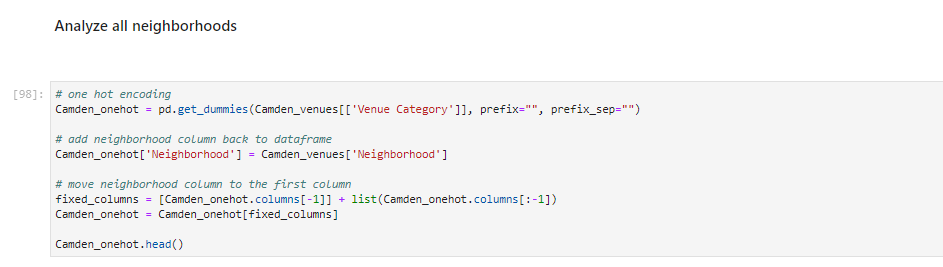 Analyze all neighborhoods
[98]:
# one hot encoding
Camden_onehot = pd.get_dummies(Camden_venues[['Venue Category']], prefix="", prefix_sep="")
# add neighborhood column back to dataframe
Camden_onehot['Neighborhood'] = Camden_venues['Neighborhood']
# move neighborhood column to the first column
fixed_columns = [Camden_onehot.columns[-1]] + list(Camden_onehot.columns[:-1])
Camden_onehot = Camden_onehot[fixed_columns]
Camden_onehot.head()